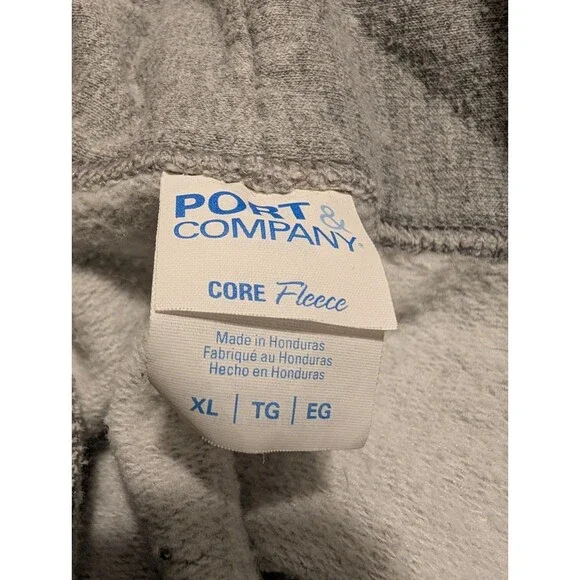 PORT &
COMPANY®
CORE Fleece
Made in Honduras
Fabriqué au Honduras
Hecho en Honduras
XL | TG | EG